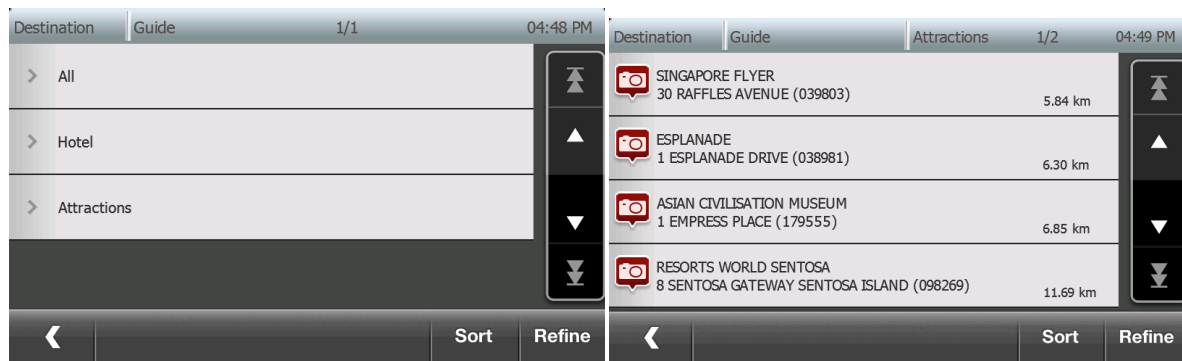 Destination Guide 1/1 04:48 PM
All
Hotel
Attractions
Sort Refine
Destination Guide Attractions 1/2 04:49 PM
SINGAPORE FLYER
30 RAFFLES AVENUE (039803)
5.84 km
ESPLANADE
1 ESPLANADE DRIVE (038981)
6.30 km
ASIAN CIVILISATION MUSEUM
1 EMPRESS PLACE (179555)
6.85 km
RESORTS WORLD SENTOSA
8 SENTOSA GATEWAY SENTOSA ISLAND (098269)
11.69 km
Sort Refine